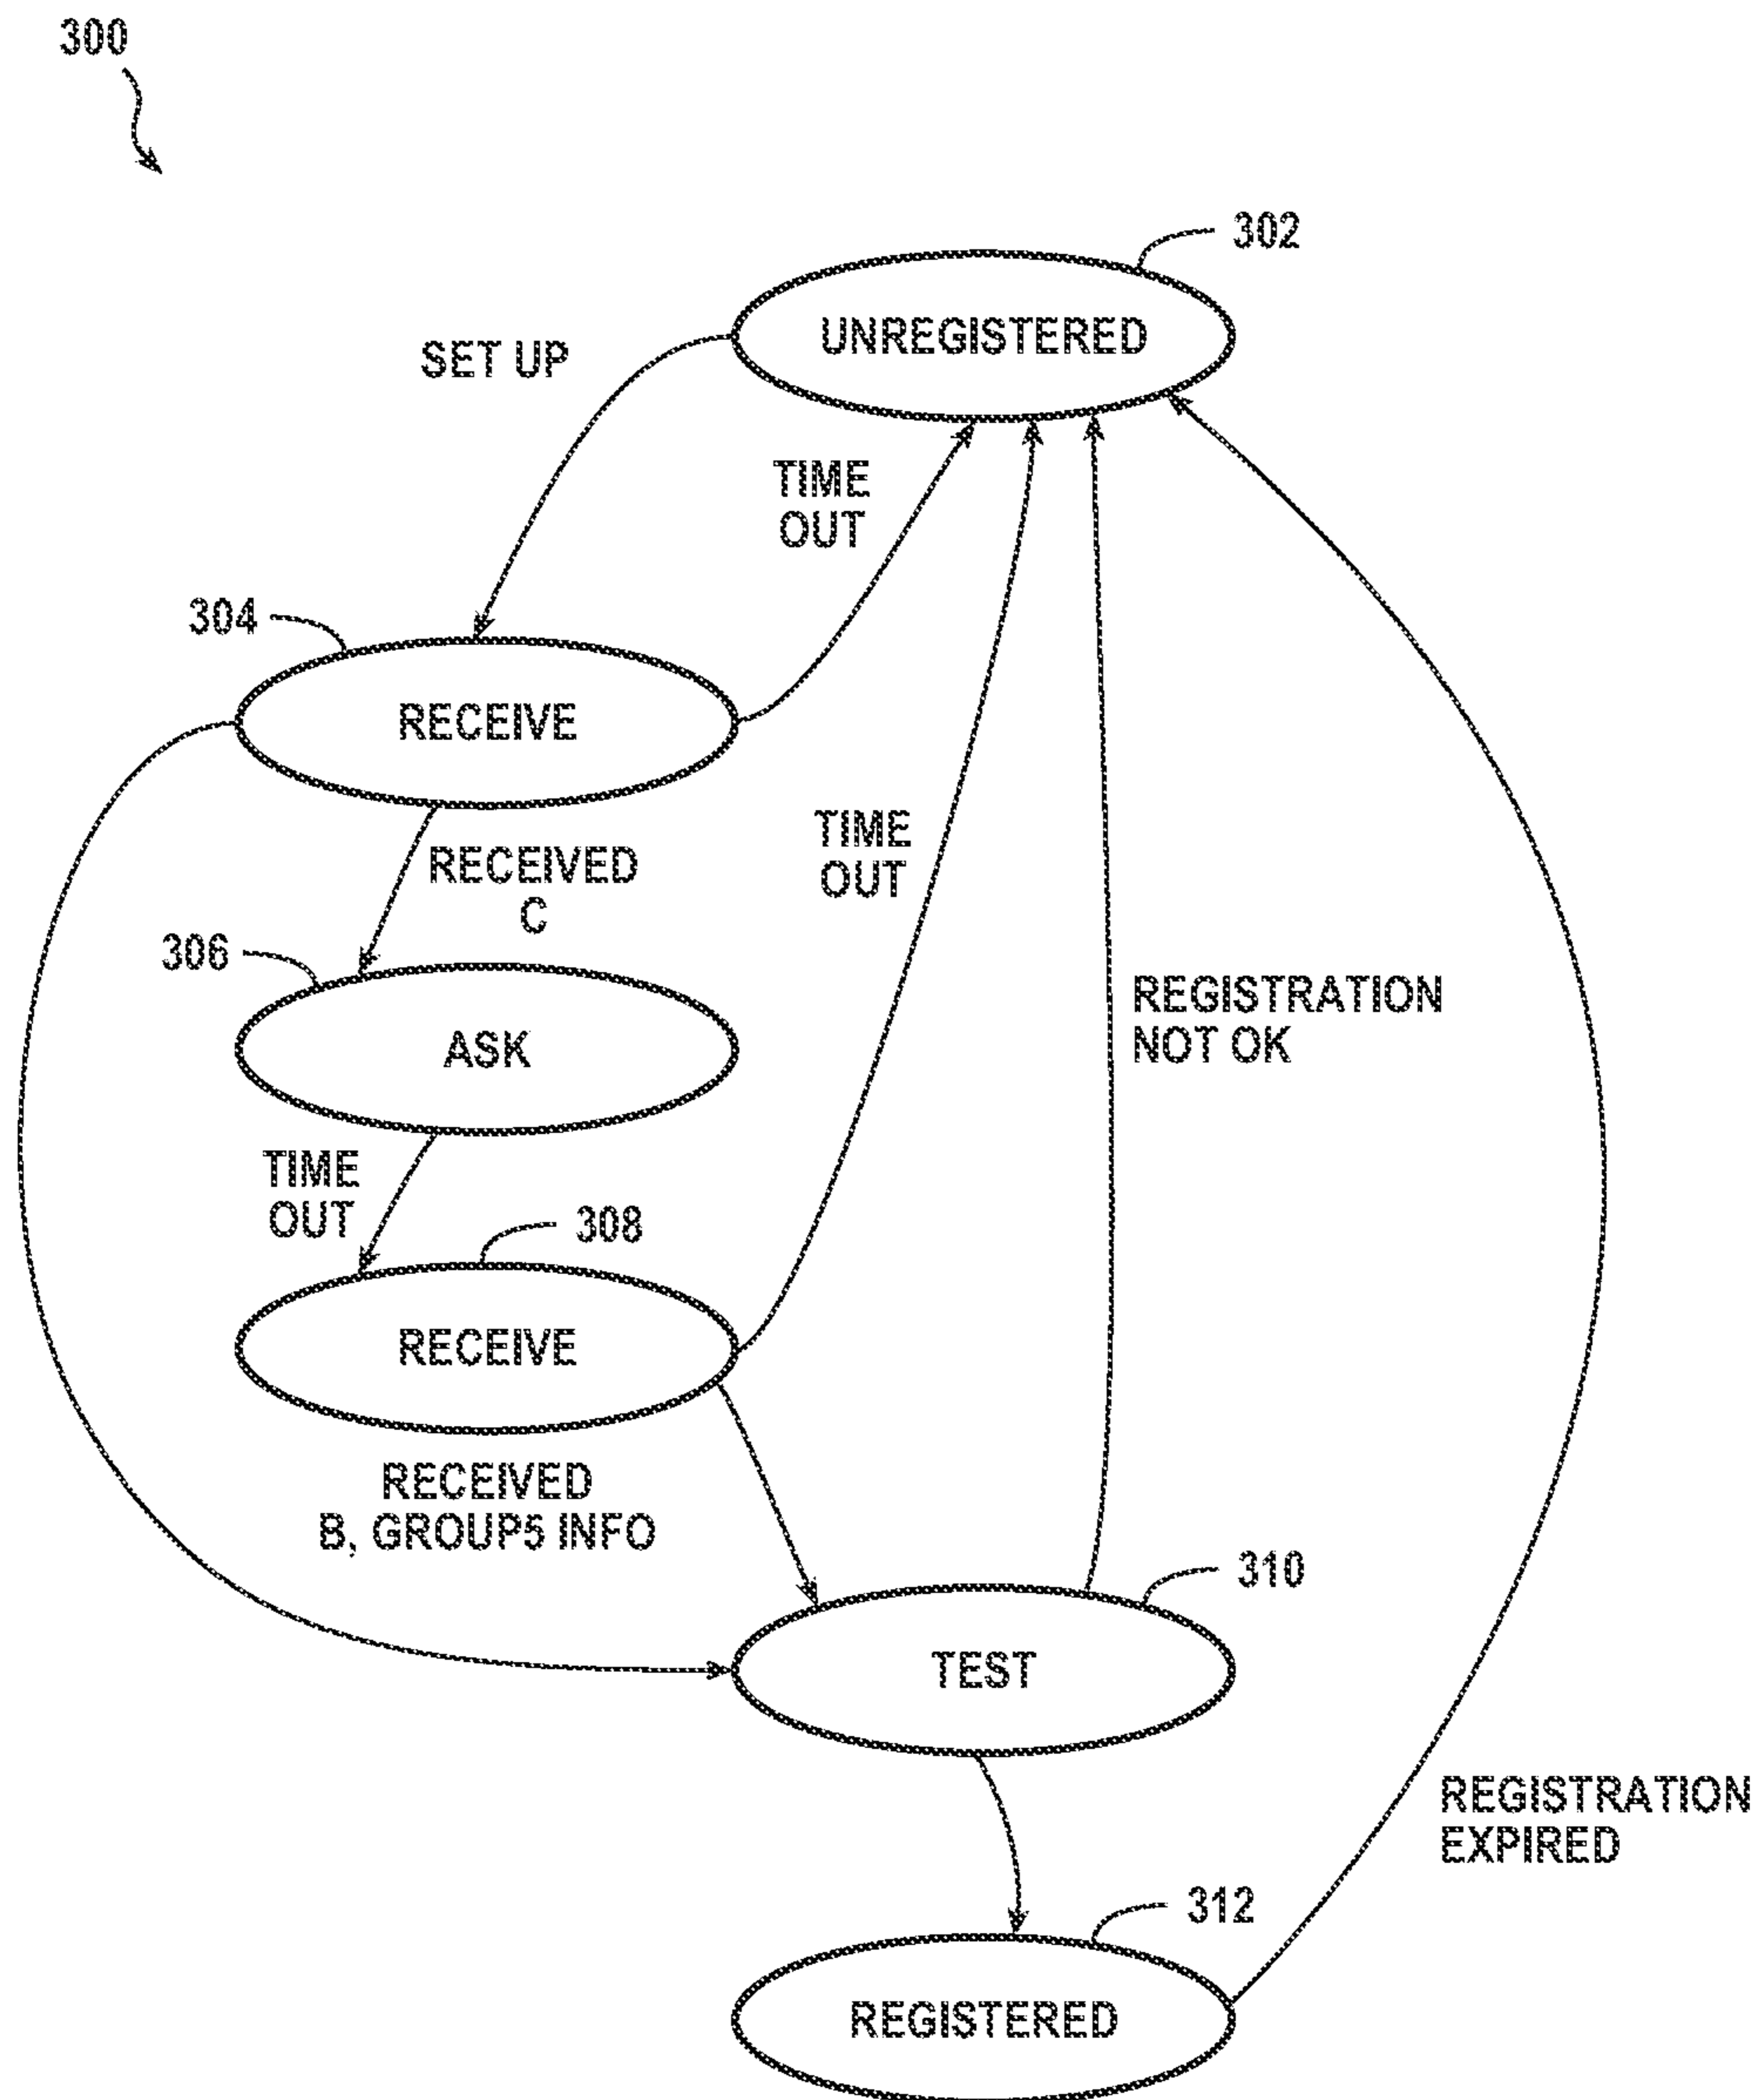 300
302
UNREGISTERED
SET UP
TIME
OUT
304
RECEIVE
RECEIVED
C
TIME
OUT
306
ASK
REGISTRATION
NOT OK
TIME
OUT
308
RECEIVE
RECEIVED
B, GROUP5 INFO
310
TEST
REGISTRATION
EXPIRED
312
REGISTERED